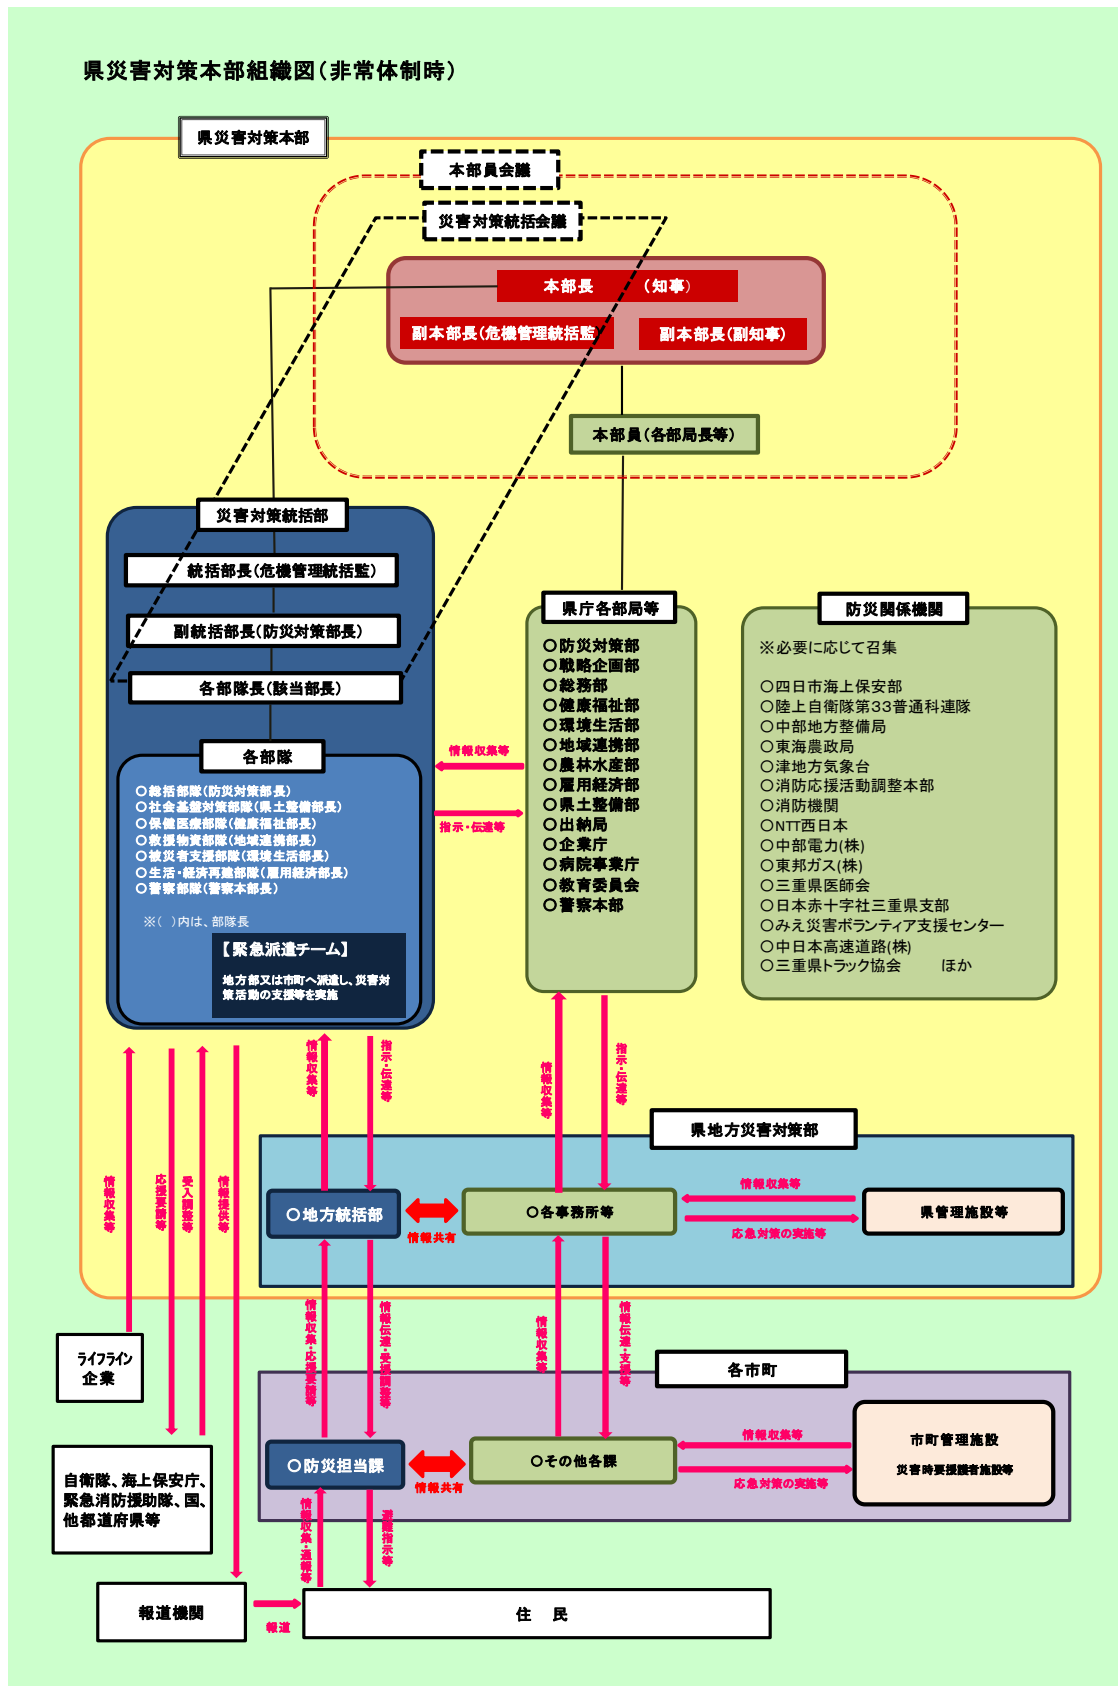 県災害対策本部組織図（非常体制時）
県災害対策本部
本部員会議
災害対策統括会議
本部長　（知事）
副本部長（危機管理統括監）
副本部長（副知事）
本部員（各部局長等）
災害対策統括部
統括部長（危機管理統括監）
副統括部長（防災対策部長）
各部隊長（該当部長）
各部隊
○総括部隊（防災対策部長）
○社会基盤対策部隊（県土整備部長）
○保健医療部隊（健康福祉部長）
○救援物資部隊（地域連携部長）
○被災者支援部隊（環境生活部長）
○生活・経済再建部隊（雇用経済部長）
○警察部隊（警察本部長）
※（　）内は、部隊長
【緊急派遣チーム】
地方部又は市町へ派遣し、災害対
策活動の支援等を実施
情報収集等
指示・伝達等
県庁各部局等
○防災対策部
○戦略企画部
○総務部
○健康福祉部
○環境生活部
○地域連携部
○農林水産部
○雇用経済部
○県土整備部
○出納局
○企業庁
○病院事業庁
○教育委員会
○警察本部
防災関係機関
※必要に応じて召集
○四日市海上保安部
○陸上自衛隊第３３普通科連隊
○中部地方整備局
○東海農政局
○津地方気象台
○消防応援活動調整本部
○消防機関
○NTT西日本
○中部電力(株)
○東邦ガス(株)
○三重県医師会
○日本赤十字社三重県支部
○みえ災害ボランティア支援センター
○中日本高速道路(株)
○三重県トラック協会　ほか
情報収集等
指示・伝達等
情報収集等
指示・伝達等
情報収集等
応援要請等
受入調整等
情報提供等
県地方災害対策部
○地方統括部
情報共有
○各事務所等
情報収集等
応急対策の実施等
県管理施設等
情報収集・応援要請等
情報伝達・受援調整等
情報収集等
情報伝達・支援等
ライフライン
企業
各市町
○防災担当課
情報共有
○その他各課
情報収集等
応急対策の実施等
市町管理施設
災害時要援護者施設等
自衛隊、海上保安庁、
緊急消防援助隊、国、
他都道府県等
情報収集・通報等
避難指示等
報道機関
報道
住　民